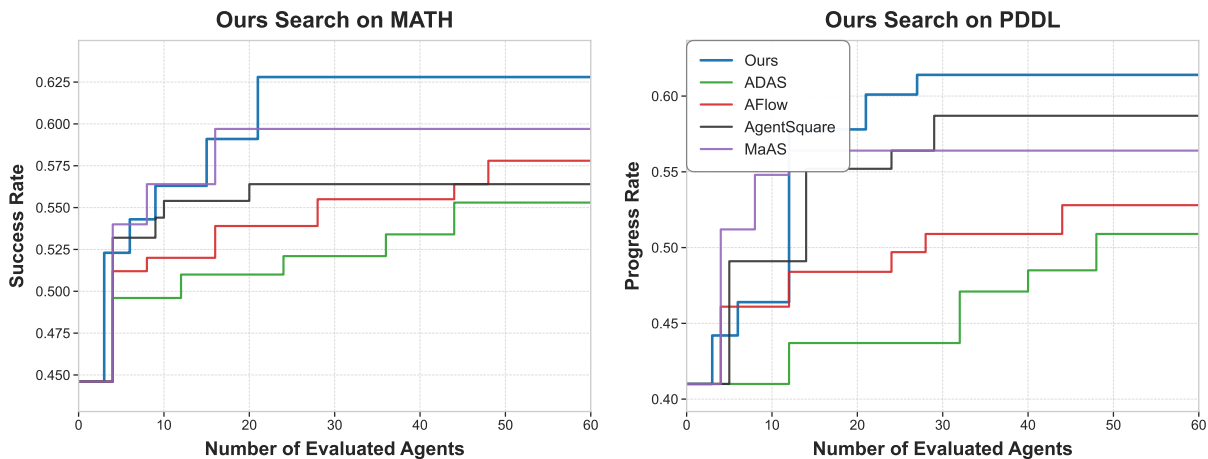 Ours Search on MATH
Success Rate
0.625
0.600
0.575
0.550
0.525
0.500
0.475
0.450
0 10 20 30 40 50 60
Number of Evaluated Agents
Ours Search on PDDL
Progress Rate
0.60
0.55
0.50
0.45
0.40
Ours
ADAS
AFlow
AgentSquare
MaAS
0 10 20 30 40 50 60
Number of Evaluated Agents